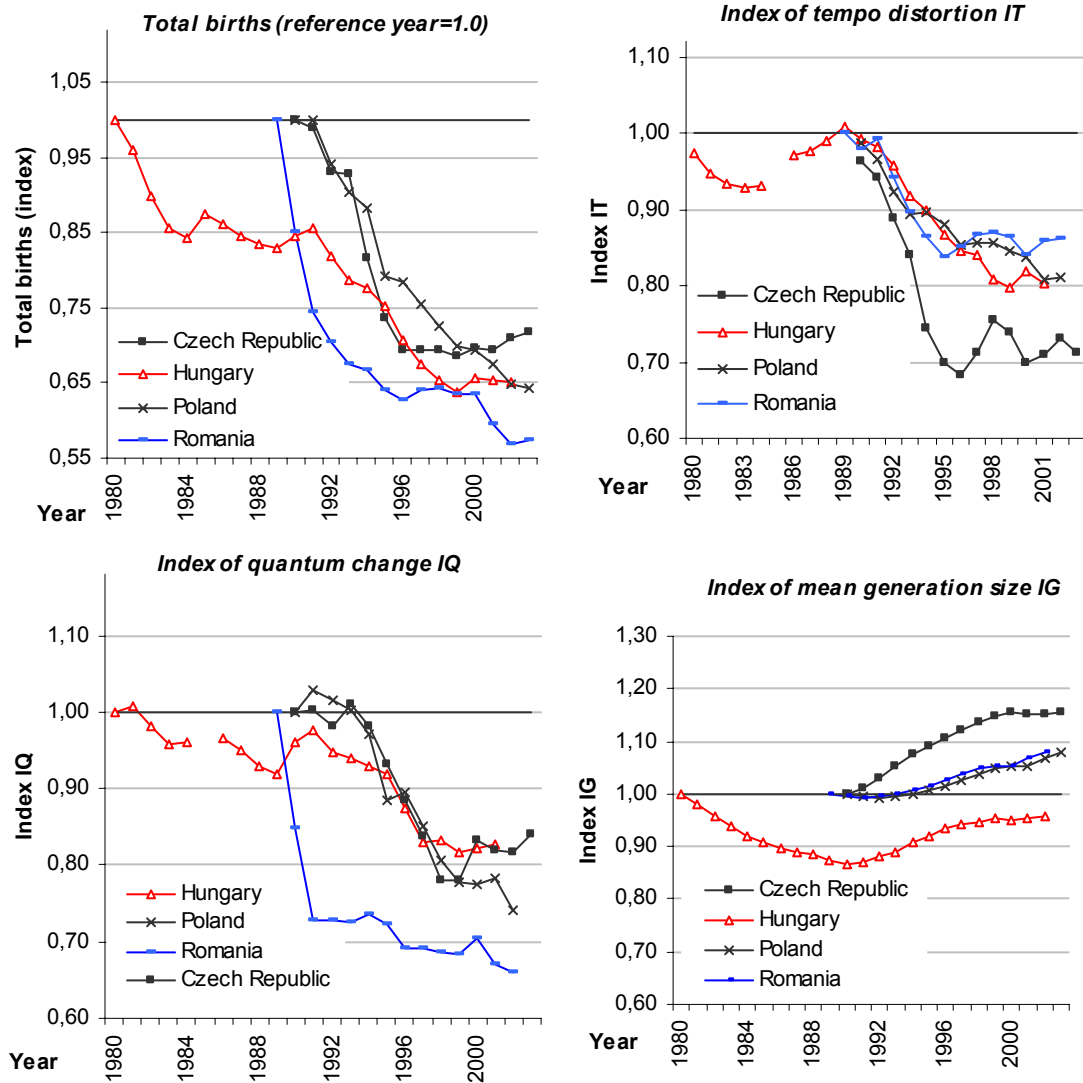 Total births (reference year=1.0)
1,05
0,95
0,85
0,75
0,65
0,55
Total births (index)
Czech Republic
Hungary
Poland
Romania
1980
1984
1988
1992
1996
2000
Year
Index of tempo distortion IT
1,10
1,00
0,90
0,80
0,70
0,60
Index IT
Czech Republic
Hungary
Poland
Romania
1980
1983
1986
1989
1992
1995
1998
2001
Year
Index of quantum change IQ
1,10
1,00
0,90
0,80
0,70
0,60
Index IQ
Hungary
Poland
Romania
Czech Republic
1980
1984
1988
1992
1996
2000
Year
Index of mean generation size IG
1,30
1,20
1,10
1,00
0,90
0,80
0,70
0,60
Index IG
Czech Republic
Hungary
Poland
Romania
1980
1984
1988
1992
1996
2000
Year